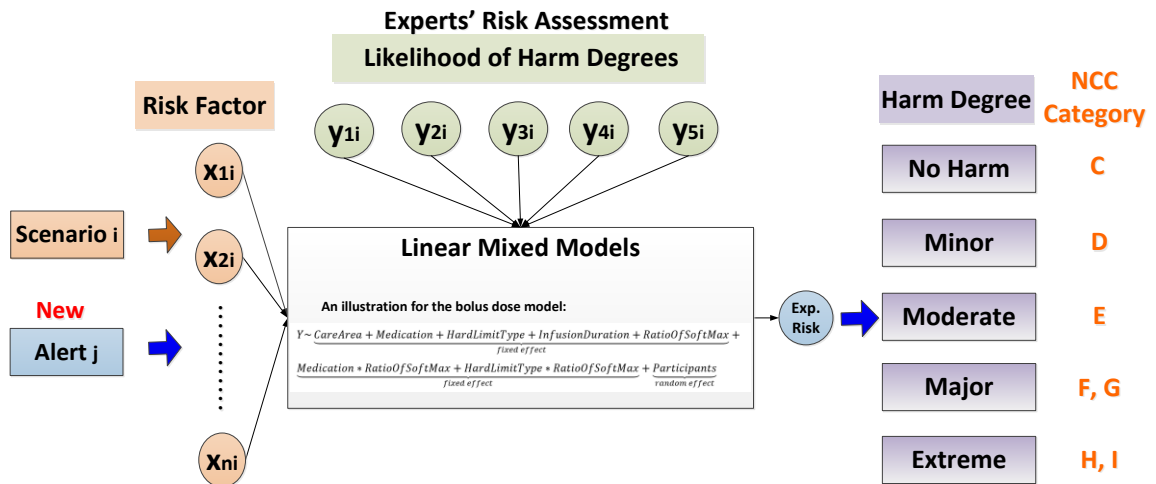 Experts' Risk Assessment
Likelihood of Harm Degrees
Risk Factor
Harm Degree
NCC
Category
y1i
y2i
y3i
y4i
y5i
x1i
x2i
xni
Scenario i
New
Alert j
Linear Mixed Models
An illustration for the bolus dose model:
Y~ CareArea + Medication + HardLimitType + InfusionDuration + RatioOfSoftMax +
fixed effect
Medication * RatioOfSoftMax + HardLimitType * RatioOfSoftMax + Participants
fixed effect random effect
Exp.
Risk
No Harm C
Minor D
Moderate E
Major F, G
Extreme H, I